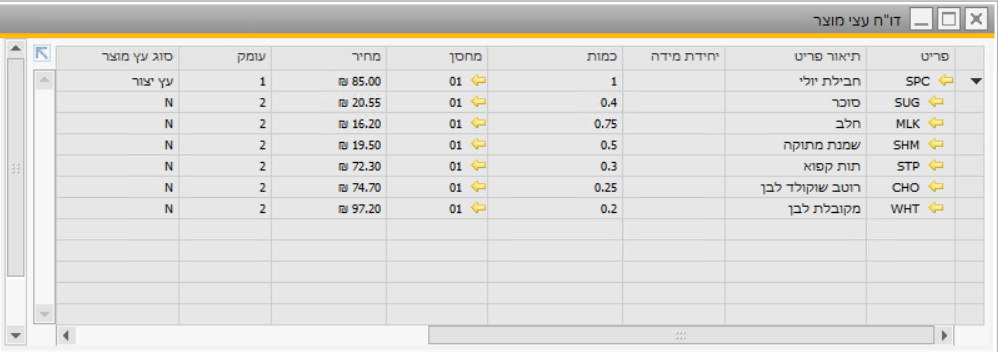 דו"ח עצי מוצר
פריט תיאור פריט יחידת מידה כמות מחסן מחיר עומק סוג עץ מוצר
SPC חבילת יולי 1 01 85.00 ₪ 1 עץ יצור
SUG סוכר 0.4 01 20.55 ₪ 2 N
MLK חלב 0.75 01 16.20 ₪ 2 N
SHM שמנת מתוקה 0.5 01 19.50 ₪ 2 N
STP תות קפוא 0.3 01 72.30 ₪ 2 N
CHO רוטב שוקולד לבן 0.25 01 74.70 ₪ 2 N
WHT מקובלת לבן 0.2 01 97.20 ₪ 2 N